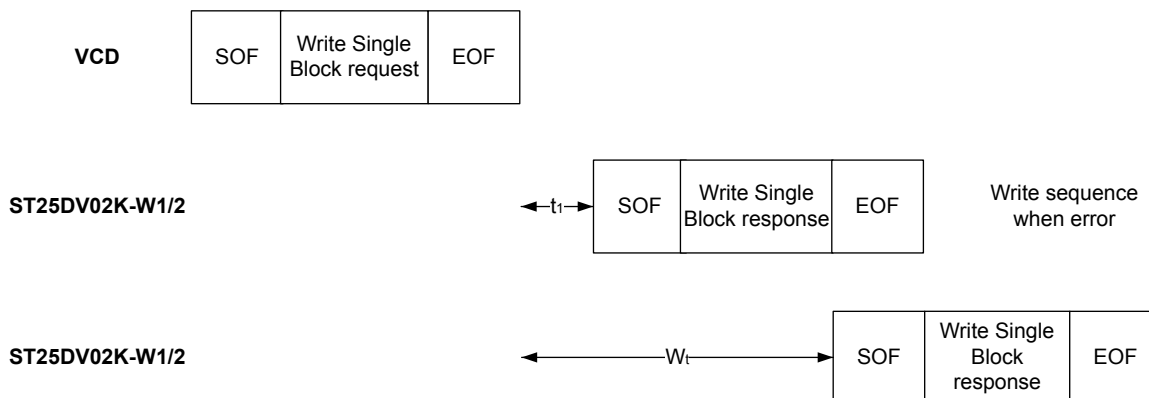 VCD
SOF
Write Single
Block request
EOF
ST25DV02K-W1/2
t1
SOF
Write Single
Block response
EOF
Write sequence
when error
ST25DV02K-W1/2
Wt
SOF
Write Single
Block
response
EOF